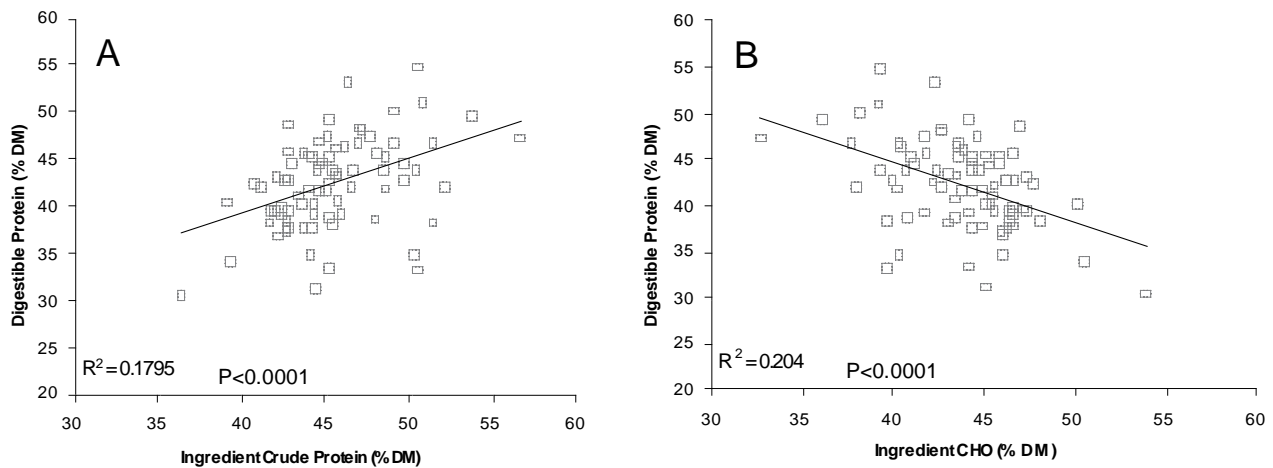 A
Digestible Protein (% DM)
60
55
50
45
40
35
30
25
20
R2=0.1795
P<0.0001
30 35 40 45 50 55 60
Ingredient Crude Protein (% DM)
B
Digestible Protein (% DM)
60
55
50
45
40
35
30
25
20
R2=0.204
P<0.0001
30 35 40 45 50 55 60
Ingredient CHO (% DM)